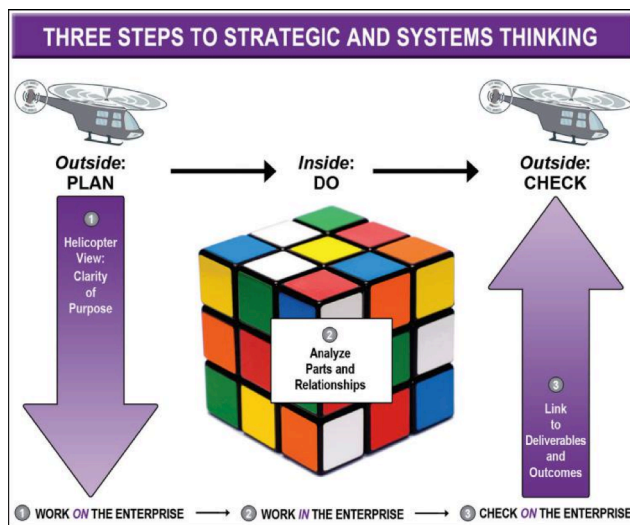 THREE STEPS TO STRATEGIC AND SYSTEMS THINKING
Outside:
PLAN
Inside:
DO
Outside:
CHECK
1
Helicopter
View:
Clarity
of
Purpose
2
Analyze
Parts and
Relationships
3
Link
to
Deliverables
and
Outcomes
1 WORK ON THE ENTERPRISE
2 WORK IN THE ENTERPRISE
3 CHECK ON THE ENTERPRISE